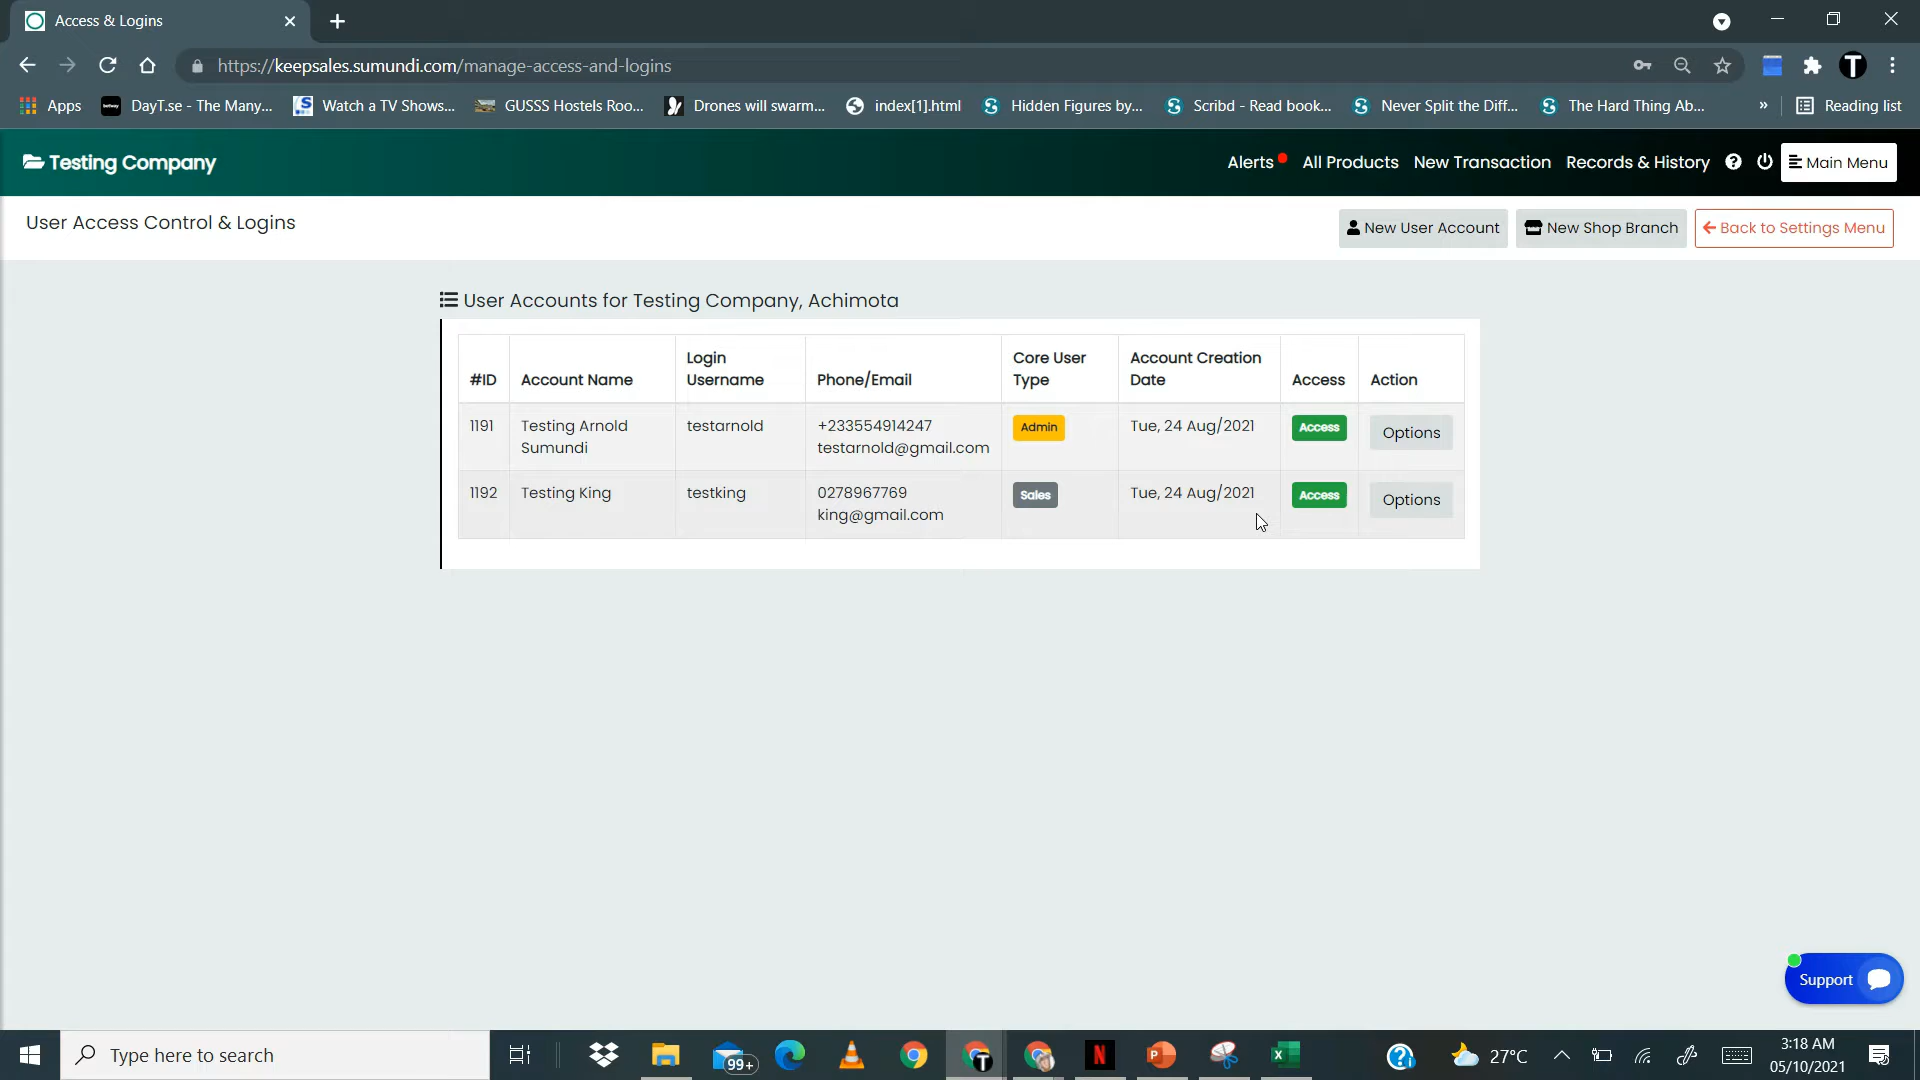 Access & Logins
https://keepsales.sumundi.com/manage-access-and-logins
Apps DayT.se - The Many... Watch a TV Shows... GUSSS Hostels Roo... Drones will swarm... index[1].html Hidden Figures by... Scribd - Read book... Never Split the Diff... The Hard Thing Ab... » Reading list
Testing Company
Alerts All Products New Transaction Records & History Main Menu
User Access Control & Logins
New User Account New Shop Branch Back to Settings Menu
User Accounts for Testing Company, Achimota
#ID Account Name Login Username Phone/Email Core User Type Account Creation Date Access Action
1191 Testing Arnold Sumundi testarnold +233554914247 testarnold@gmail.com Admin Tue, 24 Aug/2021 Access Options
1192 Testing King testking 0278967769 king@gmail.com Sales Tue, 24 Aug/2021 Access Options
Support
Type here to search
99+
27°C
3:18 AM
05/10/2021